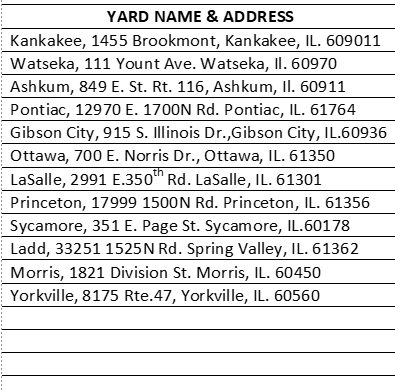 YARD NAME & ADDRESS
Kankakee, 1455 Brookmont, Kankakee, IL. 609011
Watseka, 111 Yount Ave. Watseka, Il. 60970
Ashkum, 849 E. St. Rt. 116, Ashkum, Il. 60911
Pontiac, 12970 E. 1700N Rd. Pontiac, IL. 61764
Gibson City, 915 S. Illinois Dr.,Gibson City, IL.60936
Ottawa, 700 E. Norris Dr., Ottawa, IL. 61350
LaSalle, 2991 E.350th Rd. LaSalle, IL. 61301
Princeton, 17999 1500N Rd. Princeton, IL. 61356
Sycamore, 351 E. Page St. Sycamore, IL.60178
Ladd, 33251 1525N Rd. Spring Valley, IL. 61362
Morris, 1821 Division St. Morris, IL. 60450
Yorkville, 8175 Rte.47, Yorkville, IL. 60560